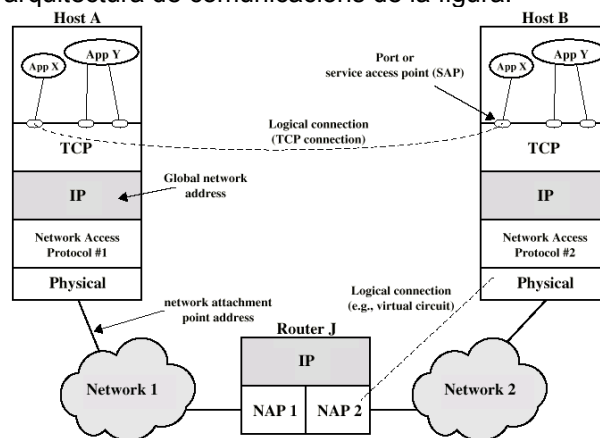 arquitectura de comunicacións de la figura:
Host A
Host B
App X
App Y
Port or
service access point (SAP)
App X
App Y
Logical connection
(TCP connection)
TCP
TCP
Global network
address
IP
IP
Network Access
Protocol #1
Network Access
Protocol #2
Physical
Logical connection
(e.g., virtual circuit)
Physical
network attachment
point address
Router J
IP
Network 1
NAP 1
NAP 2
Network 2